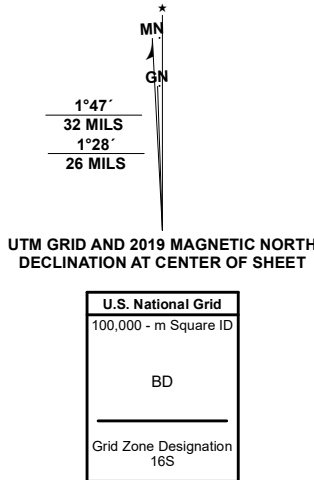 MN
GN
1°47´
32 MILS
1°28´
26 MILS
UTM GRID AND 2019 MAGNETIC NORTH
DECLINATION AT CENTER OF SHEET
U.S. National Grid
100,000 - m Square ID
BD
Grid Zone Designation
16S